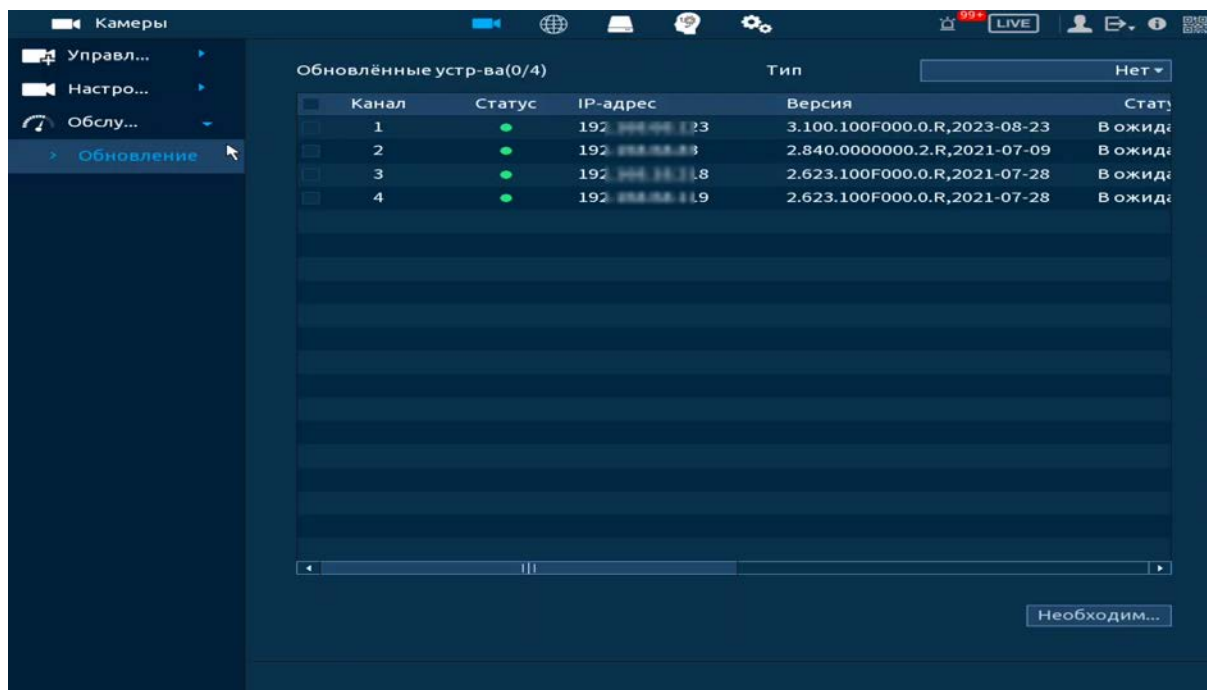 Камеры
99+
LIVE
Управл...
Настро...
Обслу...
> Обновление
Обновлённые устр-ва(0/4) Тип Нет
Канал Статус IP-адрес Версия Стату
1 192. 23 3.100.100F000.0.R,2023-08-23 В ожида
2 192. 2.840.0000000.2.R,2021-07-09 В ожида
3 192. 8 2.623.100F000.0.R,2021-07-28 В ожида
4 192. 9 2.623.100F000.0.R,2021-07-28 В ожида
Необходим...